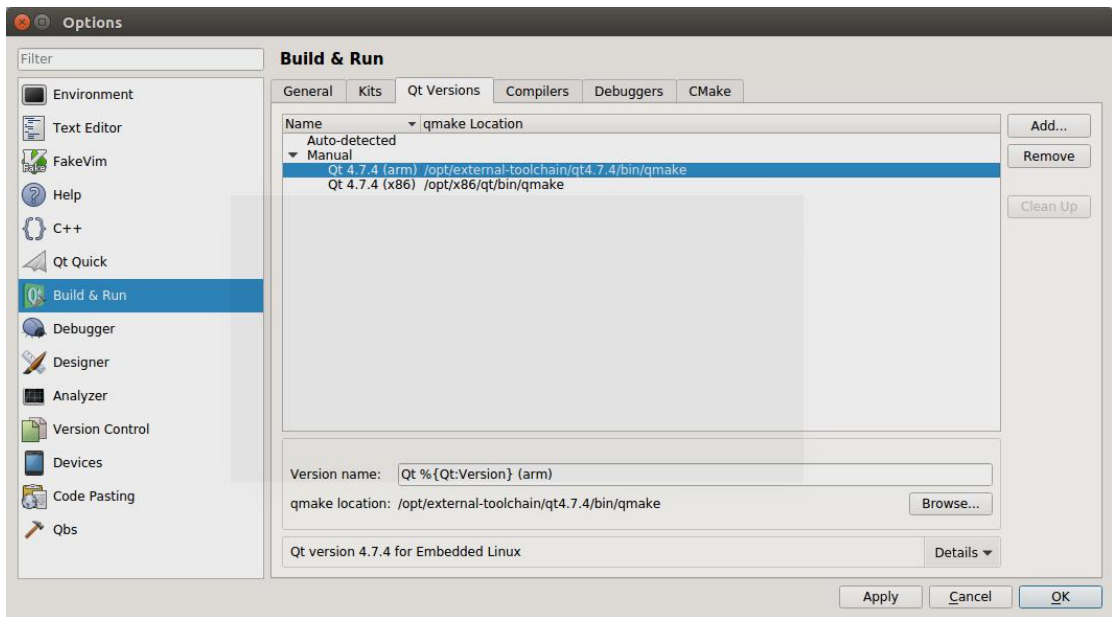 Options
Filter
Environment
Text Editor
FakeVim
Help
C++
Qt Quick
Build & Run
Debugger
Designer
Analyzer
Version Control
Devices
Code Pasting
Qbs
Build & Run
General Kits Qt Versions Compilers Debuggers CMake
Name qmake Location
Auto-detected
Manual
Qt 4.7.4 (arm) /opt/external-toolchain/qt4.7.4/bin/qmake
Qt 4.7.4 (x86) /opt/x86/qt/bin/qmake
Add...
Remove
Clean Up
Version name: Qt %{Qt:Version} (arm)
qmake location: /opt/external-toolchain/qt4.7.4/bin/qmake Browse...
Qt version 4.7.4 for Embedded Linux Details
Apply Cancel OK